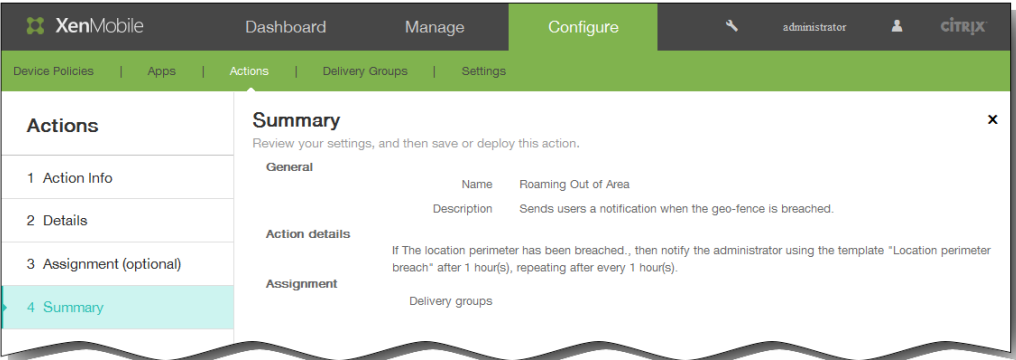 XenMobile Dashboard Manage Configure administrator CITRIX
Device Policies | Apps | Actions | Delivery Groups | Settings
Actions
1 Action Info
2 Details
3 Assignment (optional)
4 Summary
Summary
x
Review your settings, and then save or deploy this action.
General
Name Roaming Out of Area
Description Sends users a notification when the geo-fence is breached.
Action details
If The location perimeter has been breached., then notify the administrator using the template "Location perimeter
breach" after 1 hour(s), repeating after every 1 hour(s).
Assignment
Delivery groups